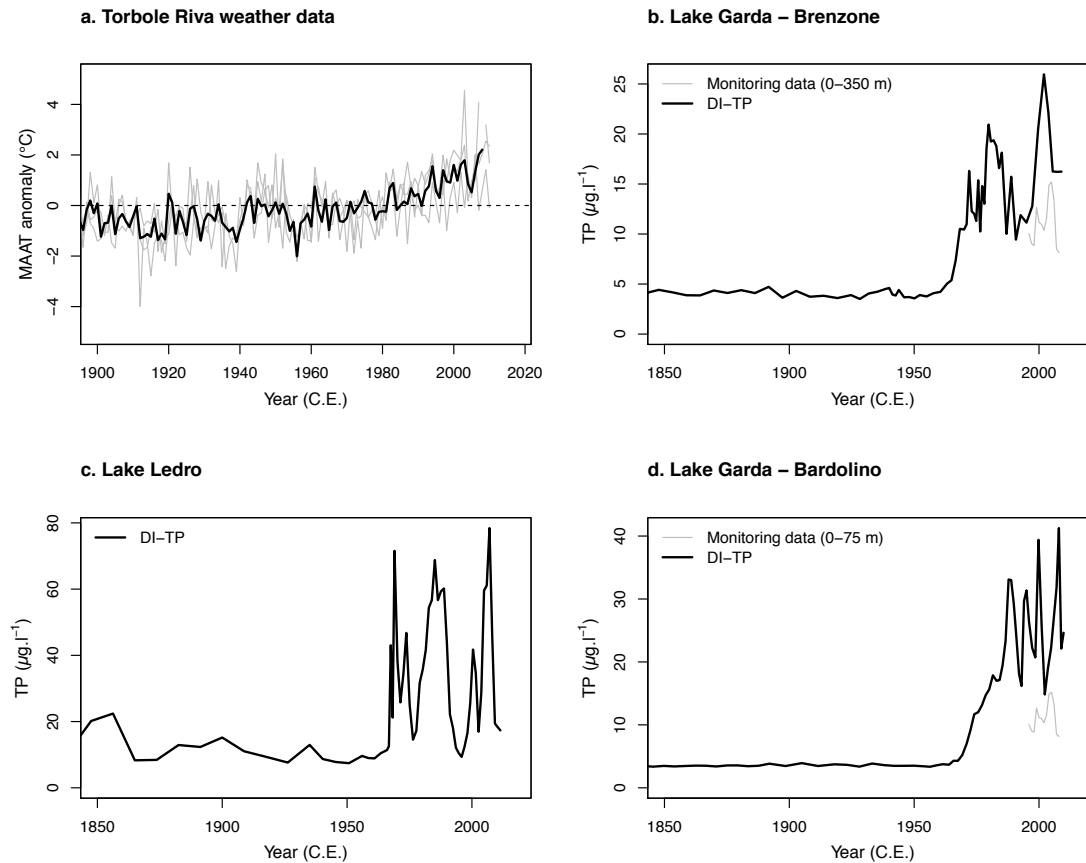 a. Torbole Riva weather data
MAAT anomaly (°C)
4
2
0
−2
−4
1900 1920 1940 1960 1980 2000 2020
Year (C.E.)
b. Lake Garda − Brenzone
Monitoring data (0−350 m)
DI−TP
TP (µg.l⁻¹)
25
20
15
10
5
0
1850 1900 1950 2000
Year (C.E.)
c. Lake Ledro
DI−TP
TP (µg.l⁻¹)
80
60
40
20
0
1850 1900 1950 2000
Year (C.E.)
d. Lake Garda − Bardolino
Monitoring data (0−75 m)
DI−TP
TP (µg.l⁻¹)
40
30
20
10
0
1850 1900 1950 2000
Year (C.E.)